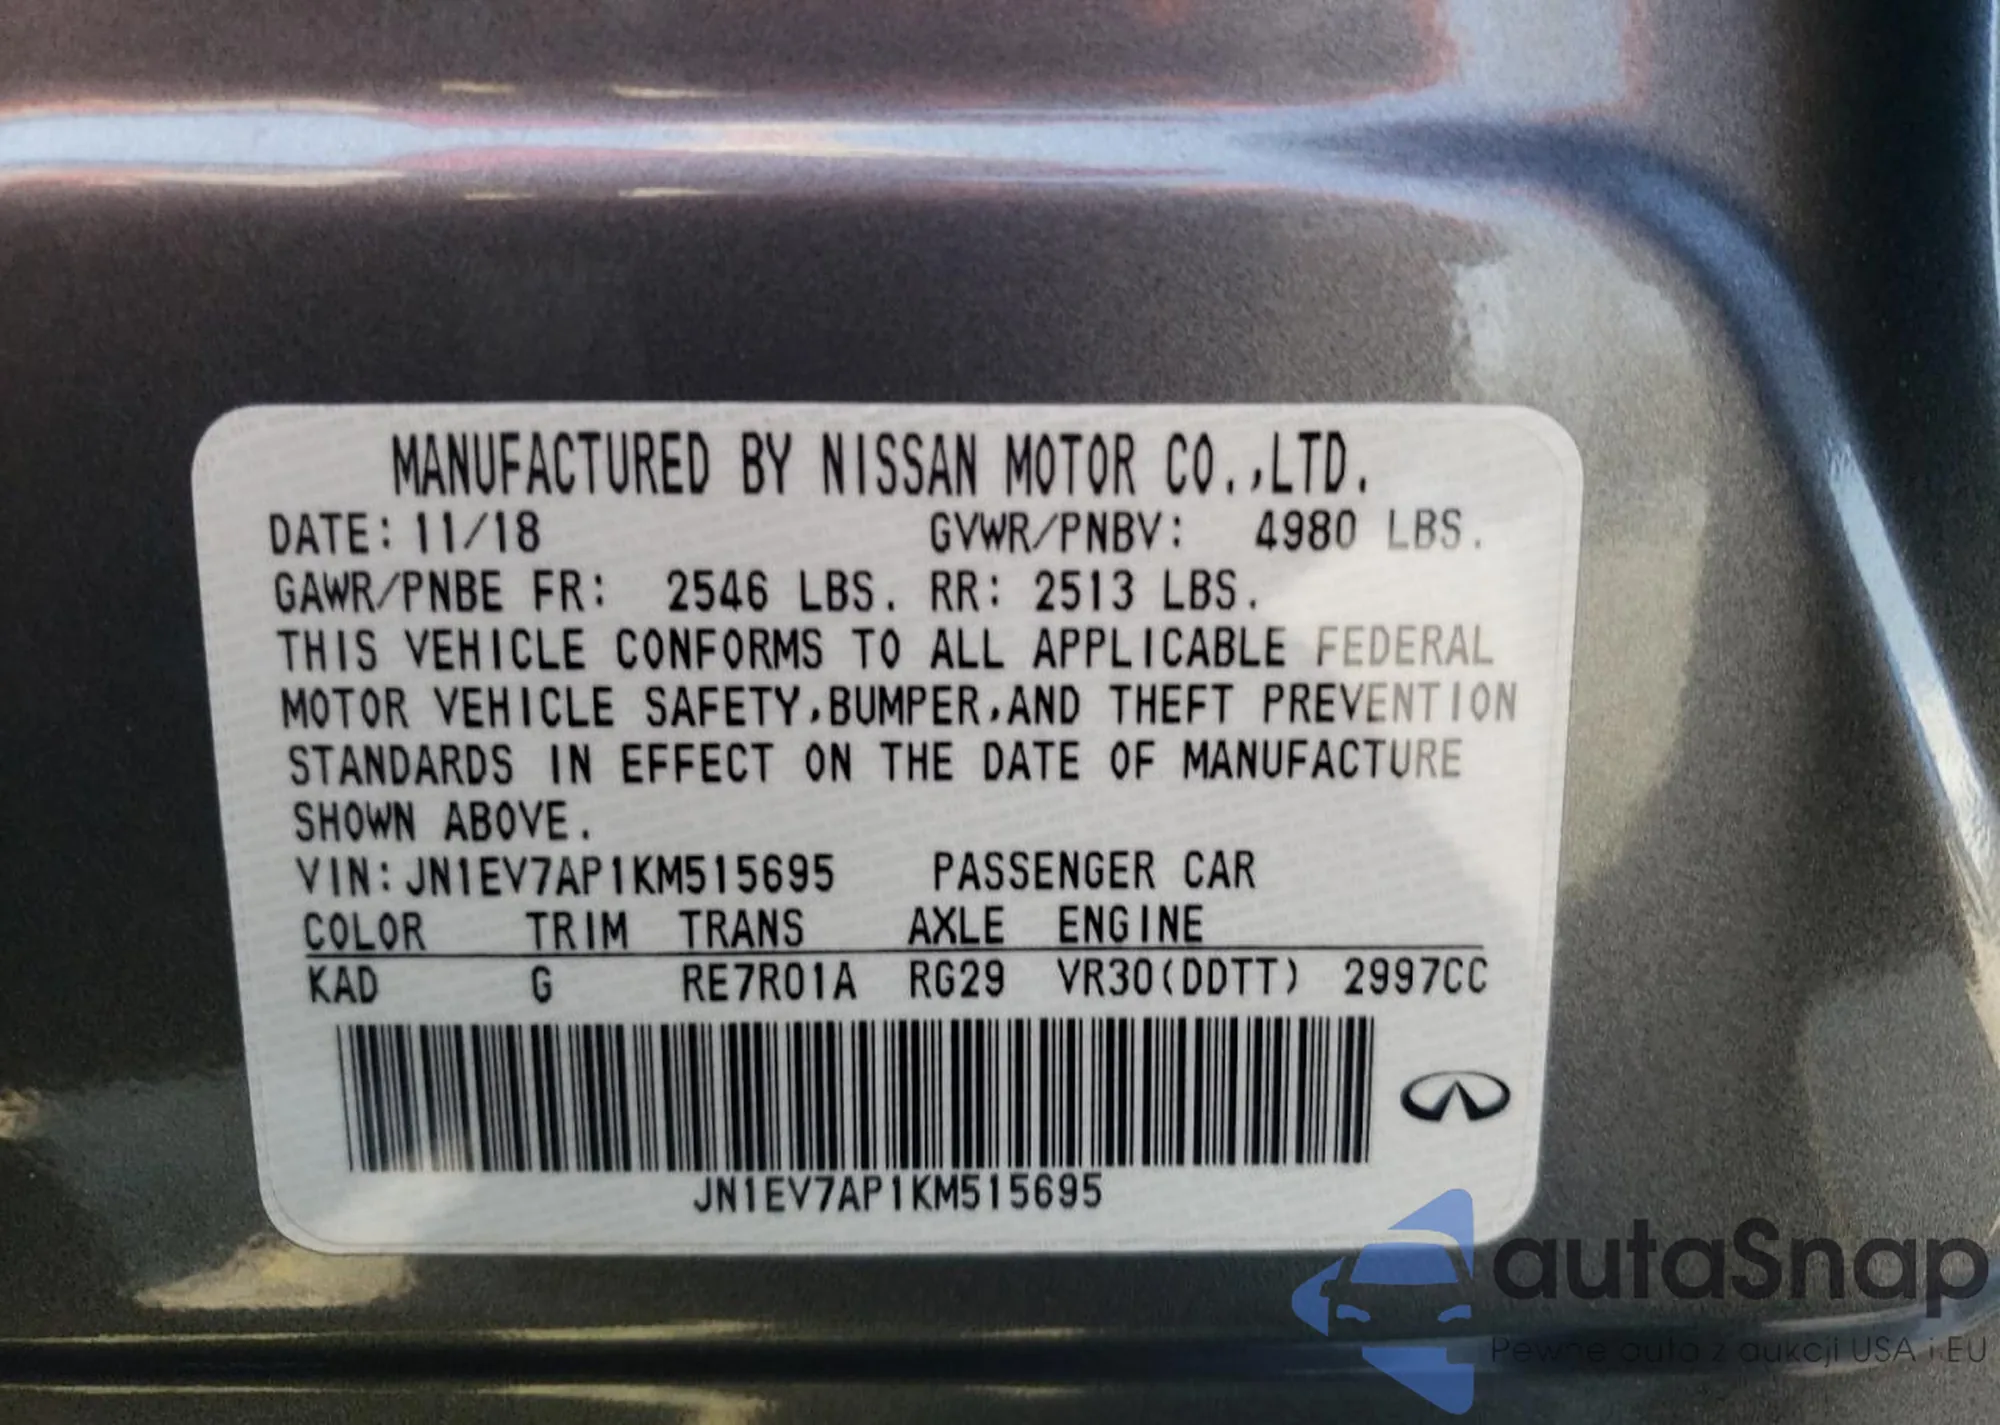 MANUFACTURED BY NISSAN MOTOR CO.,LTD.
DATE: 11/18 GVWR/PNBV: 4980 LBS.
GAWR/PNBE FR: 2546 LBS. RR: 2513 LBS.
THIS VEHICLE CONFORMS TO ALL APPLICABLE FEDERAL
MOTOR VEHICLE SAFETY,BUMPER,AND THEFT PREVENTION
STANDARDS IN EFFECT ON THE DATE OF MANUFACTURE
SHOWN ABOVE.
VIN: JN1EV7AP1KM515695 PASSENGER CAR
COLOR TRIM TRANS AXLE ENGINE
KAD G RE7R01A RG29 VR30(DDTT) 2997CC
JN1EV7AP1KM515695
autaSnap
Pewne auta z aukcji USA i EU